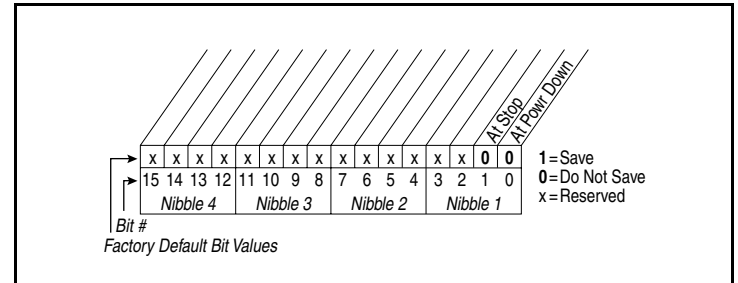 At Stop
At Powr Down
x x x x x x x x x x x x x x 0 0
1=Save
15 14 13 12 11 10 9 8 7 6 5 4 3 2 1 0
0=Do Not Save
x=Reserved
Nibble 4 Nibble 3 Nibble 2 Nibble 1
Bit #
Factory Default Bit Values